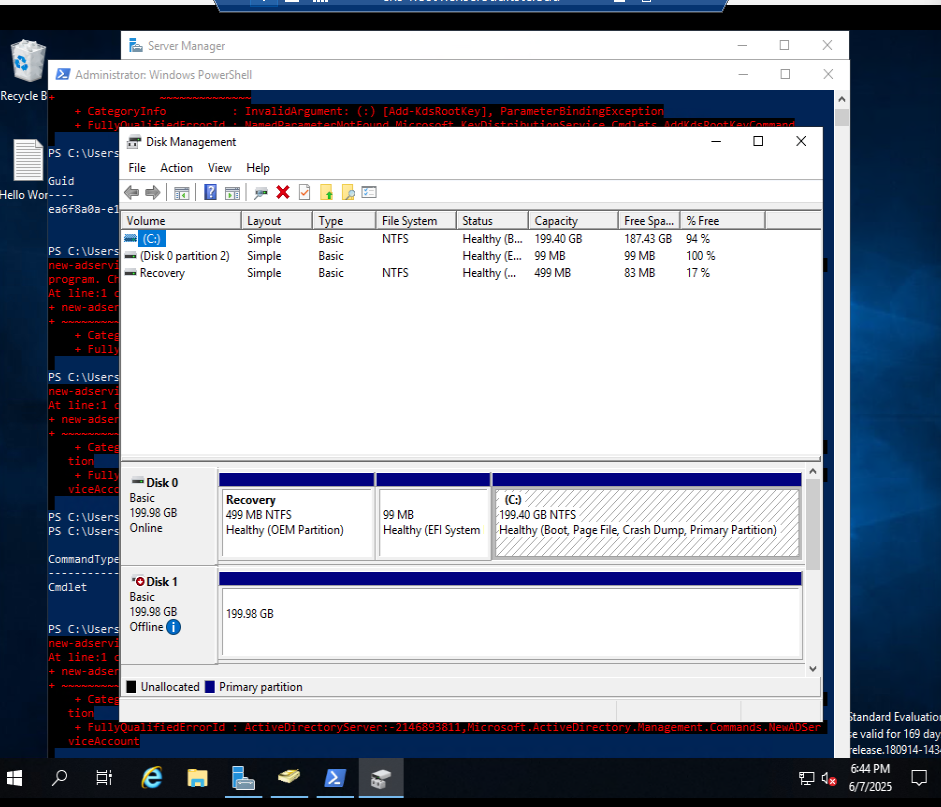 Server Manager
Administrator: Windows PowerShell
Recycle B
+ ~~~~~~~~~~~~~~
+ CategoryInfo : InvalidArgument: (:) [Add-KdsRootKey], ParameterBindingException
+ FullyQualifiedErrorId : NamedParameterNotFound,Microsoft.KeyDistributionService.Cmdlets.AddKdsRootKeyCommand
Disk Management
File Action View Help
PS C:\Users
Guid
----
Hello Wor
ea6f8a0a-e1
Volume Layout Type File System Status Capacity Free Spa... % Free
(C:) Simple Basic NTFS Healthy (B... 199.40 GB 187.43 GB 94 %
(Disk 0 partition 2) Simple Basic Healthy (E... 99 MB 99 MB 100 %
Recovery Simple Basic NTFS Healthy (... 499 MB 83 MB 17 %
PS C:\Users
new-adservi
program. Ch
At line:1 c
+ new-adser
+ ~~~~~~~~~
+ Categ
+ Fully
PS C:\Users
new-adservi
At line:1 c
+ new-adser
+ ~~~~~~~~~
+ Categ
tion
+ Fully
viceAcco
PS C:\Users
PS C:\Users
CommandType
-----------
Cmdlet
PS C:\Users
new-adservi
At line:1 c
+ new-adser
+ ~~~~~~~~~
+ Categ
tion
Disk 0
Basic
199.98 GB
Online
Recovery
499 MB NTFS
Healthy (OEM Partition)
99 MB
Healthy (EFI System
(C:)
199.40 GB NTFS
Healthy (Boot, Page File, Crash Dump, Primary Partition)
Disk 1
Basic
199.98 GB
Offline
199.98 GB
Unallocated Primary partition
+ FullyQualifiedErrorId : ActiveDirectoryServer:-2146893811,Microsoft.ActiveDirectory.Management.Commands.NewADSer
viceAccount
Standard Evaluation
se valid for 169 day
release.180914-143
6:44 PM
6/7/2025